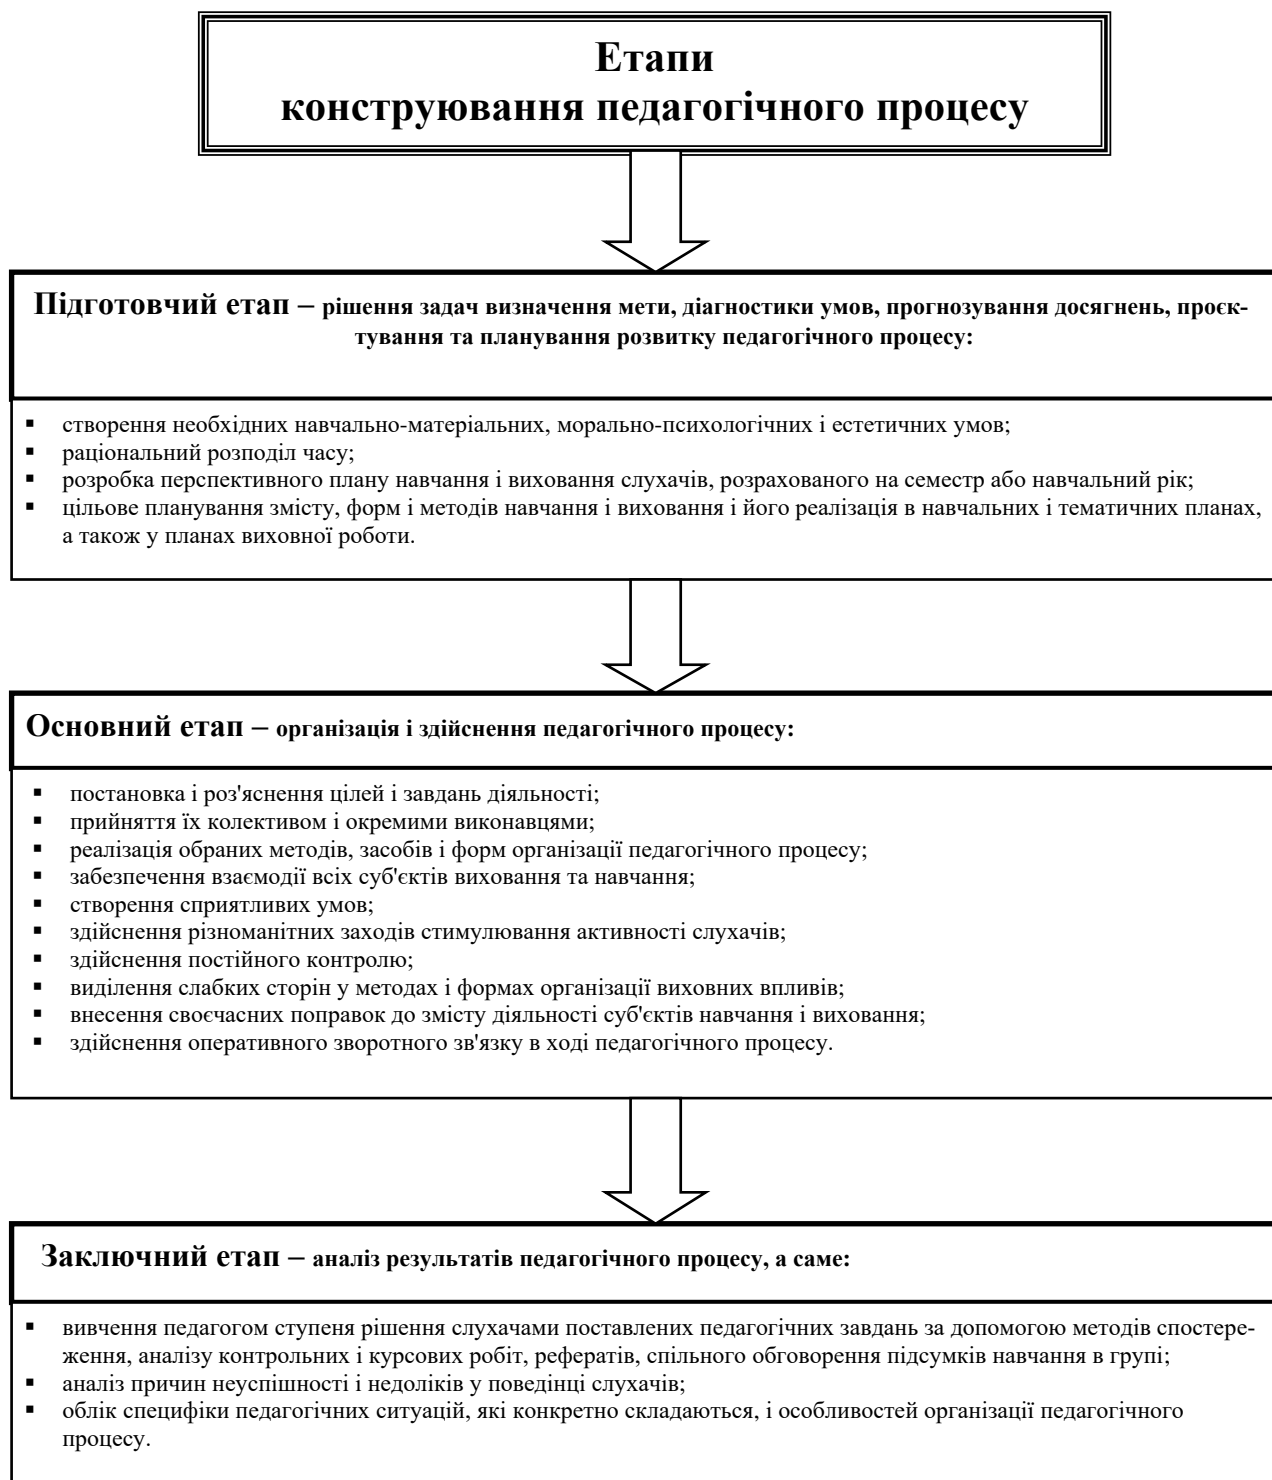 Етапи
конструювання педагогічного процесу
Підготовчий етап – рішення задач визначення мети, діагностики умов, прогнозування досягнень, проєк-
тування та планування розвитку педагогічного процесу:
▪ створення необхідних навчально-матеріальних, морально-психологічних і естетичних умов;
▪ раціональний розподіл часу;
▪ розробка перспективного плану навчання і виховання слухачів, розрахованого на семестр або навчальний рік;
▪ цільове планування змісту, форм і методів навчання і виховання і його реалізація в навчальних і тематичних планах,
а також у планах виховної роботи.
Основний етап – організація і здійснення педагогічного процесу:
▪ постановка і роз'яснення цілей і завдань діяльності;
▪ прийняття їх колективом і окремими виконавцями;
▪ реалізація обраних методів, засобів і форм організації педагогічного процесу;
▪ забезпечення взаємодії всіх суб'єктів виховання та навчання;
▪ створення сприятливих умов;
▪ здійснення різноманітних заходів стимулювання активності слухачів;
▪ здійснення постійного контролю;
▪ виділення слабких сторін у методах і формах організації виховних впливів;
▪ внесення своєчасних поправок до змісту діяльності суб'єктів навчання і виховання;
▪ здійснення оперативного зворотного зв'язку в ході педагогічного процесу.
Заключний етап – аналіз результатів педагогічного процесу, а саме:
▪ вивчення педагогом ступеня рішення слухачами поставлених педагогічних завдань за допомогою методів спостере-
ження, аналізу контрольних і курсових робіт, рефератів, спільного обговорення підсумків навчання в групі;
▪ аналіз причин неуспішності і недоліків у поведінці слухачів;
▪ облік специфіки педагогічних ситуацій, які конкретно складаються, і особливостей організації педагогічного
процесу.